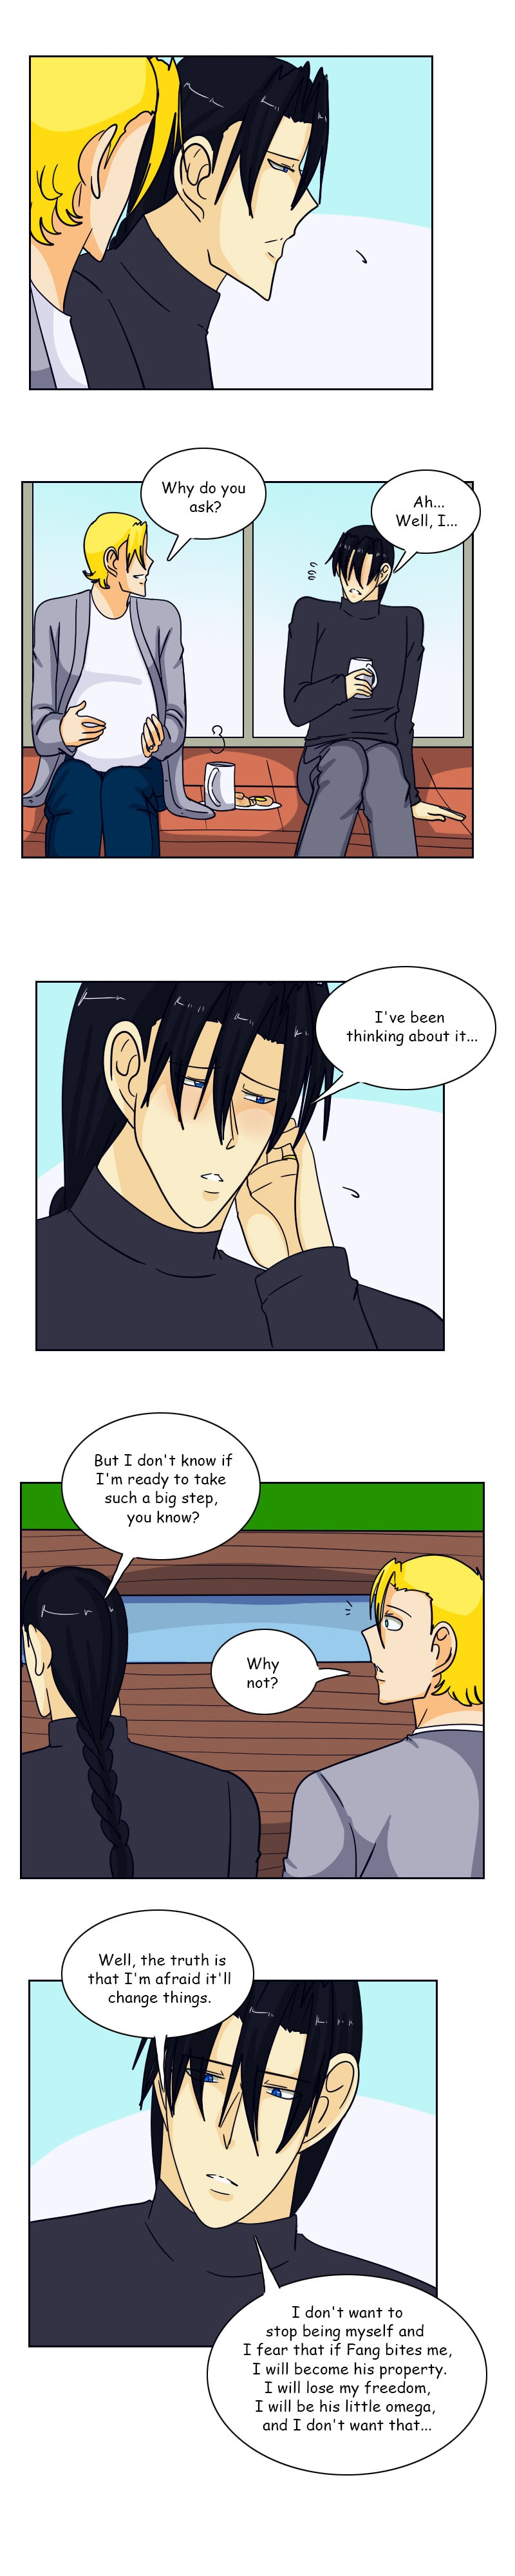 Why do you
ask?
Ah...
Well, I...
I've been
thinking about it...
But I don't know if
I'm ready to take
such a big step,
you know?
Why
not?
Well, the truth is
that I'm afraid it'll
change things.
I don't want to
stop being myself and
I fear that if Fang bites me,
I will become his property.
I will lose my freedom,
I will be his little omega,
and I don't want that...